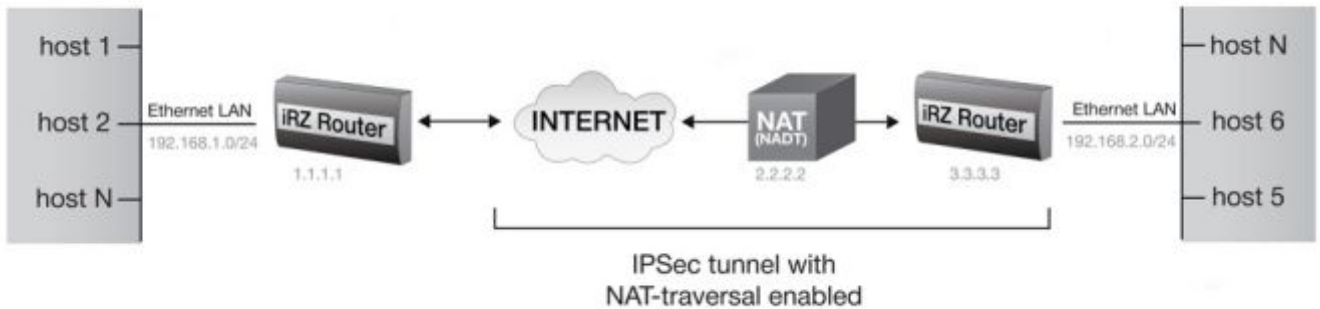 host 1
host 2
host N
Ethernet LAN
192.168.1.0/24
iRZ Router
1.1.1.1
INTERNET
NAT
(NADT)
2.2.2.2
iRZ Router
3.3.3.3
Ethernet LAN
192.168.2.0/24
host N
host 6
host 5
IPSec tunnel with
NAT-traversal enabled